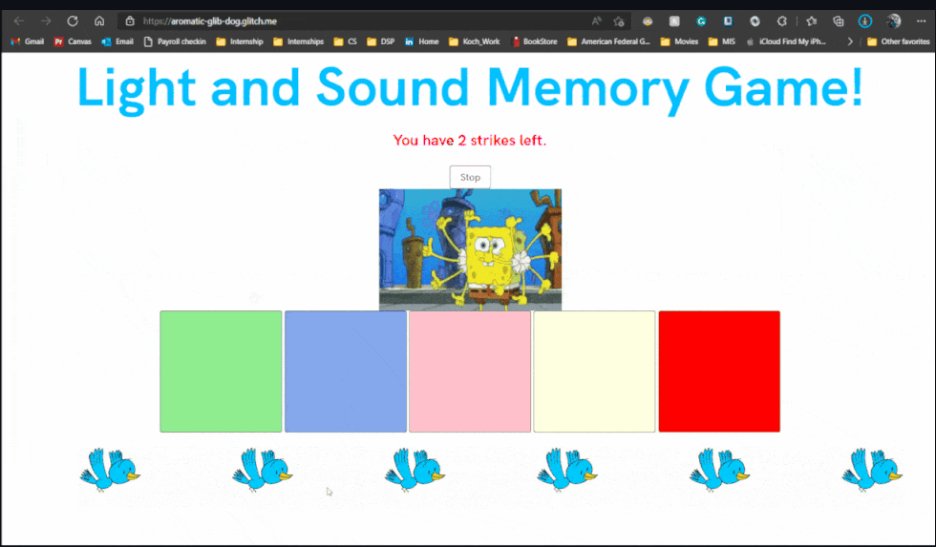 https://aromatic-glib-dog.glitch.me
Gmail Canvas Email Payroll checkin Internship Internships CS DSP Home Koch_Work BookStore American Federal G... Movies MIS iCloud Find My iPh... Other favorites
Light and Sound Memory Game!
You have 2 strikes left.
Stop